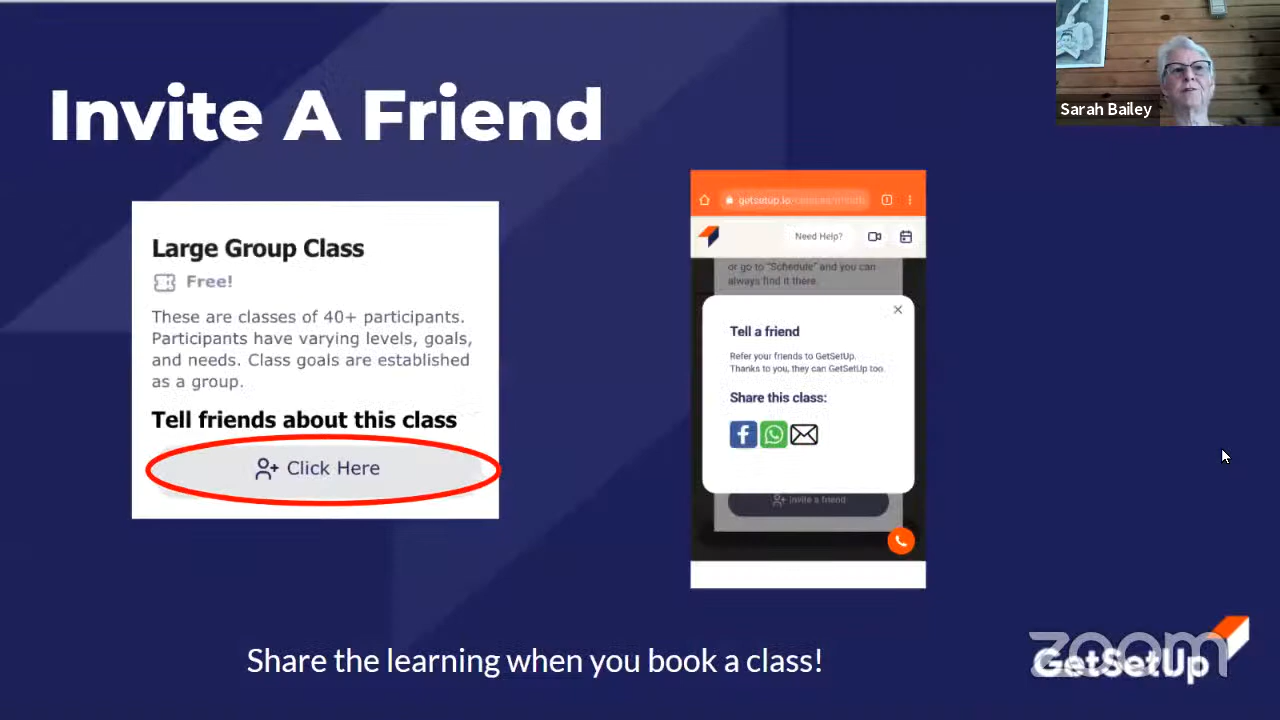 Invite A Friend
Sarah Bailey
Large Group Class
Free!
These are classes of 40+ participants.
Participants have varying levels, goals,
and needs. Class goals are established
as a group.
Tell friends about this class
Click Here
getsetup.io
Need Help?
or go to "Schedule" and you can
always find it there.
Tell a friend
Refer your friends to GetSetUp.
Thanks to you, they can GetSetUp too.
Share this class:
Invite a friend
Share the learning when you book a class!
zoom
GetSetUp